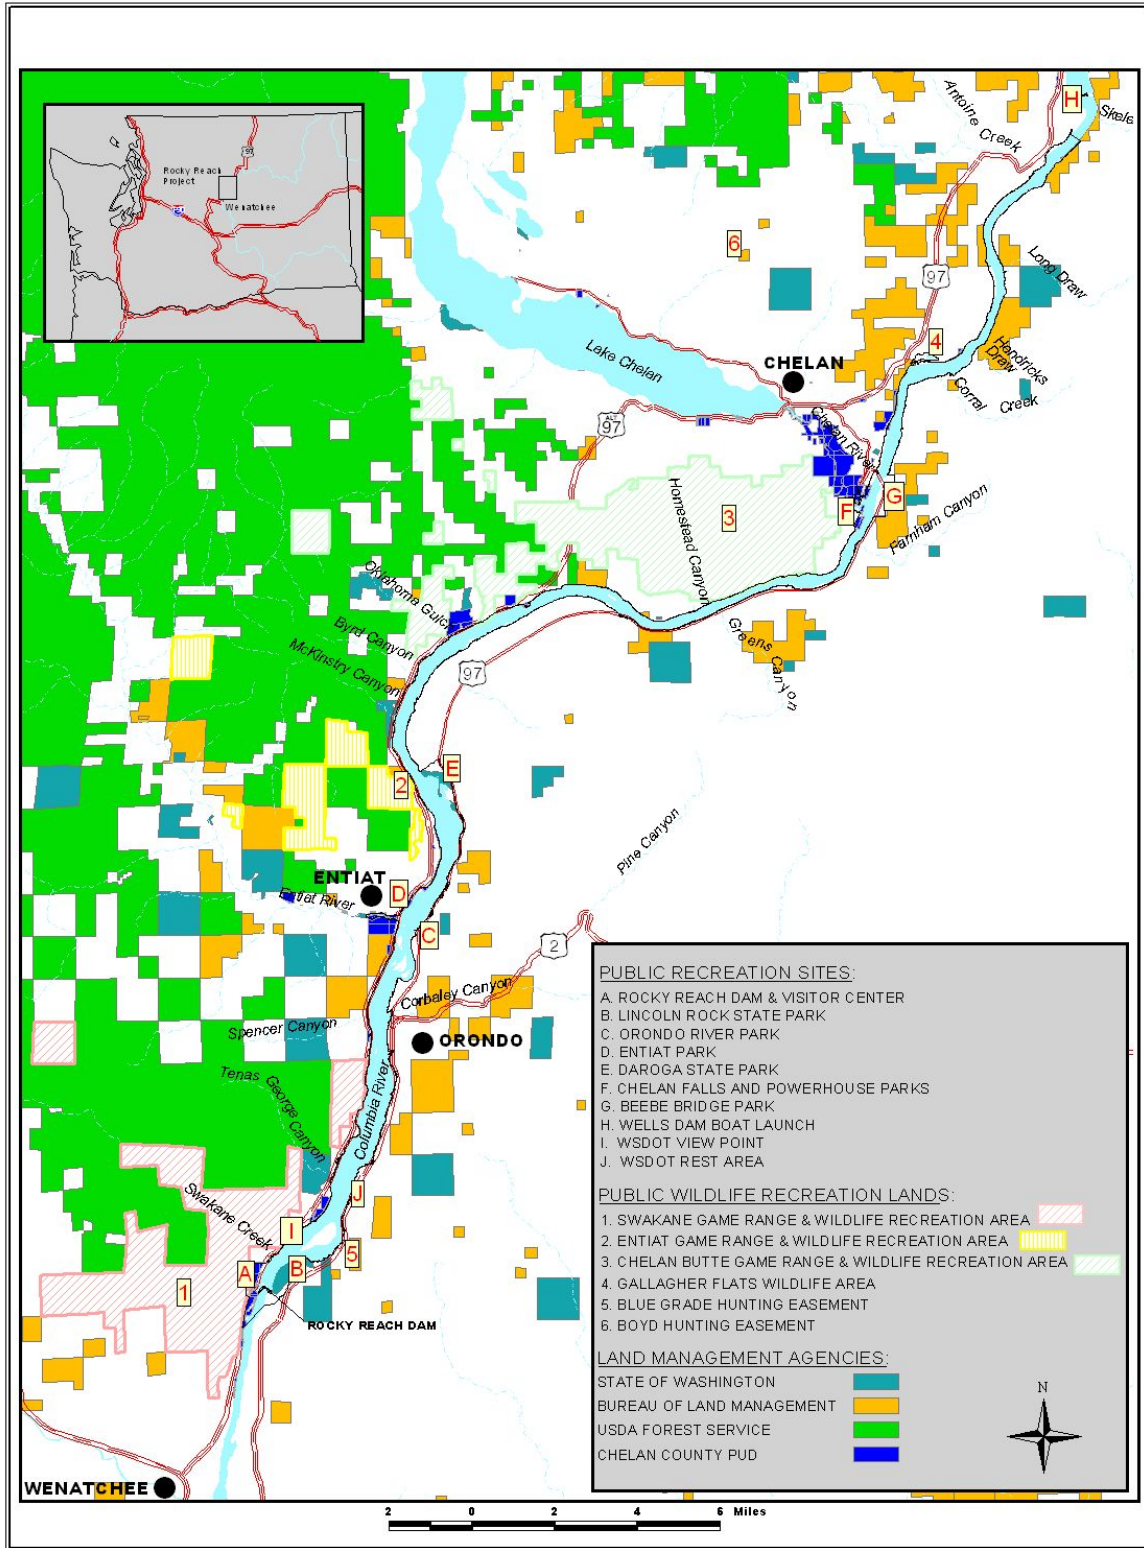 Rocky Reach
Project
97
Wenatchee
H
Skele
Antoine
Creek
6
97
Long Draw
4
Hendricks
Draw
Corral
Creek
Lake Chelan
CHELAN
ALT
97
Chelan River
G
F
3
Homestead Canyon
Farnham Canyon
Oklahoma Gulch
Byrd Canyon
McKinstry Canyon
Greens Canyon
97
E
2
Pine Canyon
ENTIAT
Entiat River
D
C
2
Corbaley Canyon
Spencer Canyon
ORONDO
Tenas George Canyon
Columbia River
Swakane Creek
J
I
5
A
B
1
ROCKY REACH DAM
WENATCHEE
PUBLIC RECREATION SITES:
A. ROCKY REACH DAM & VISITOR CENTER
B. LINCOLN ROCK STATE PARK
C. ORONDO RIVER PARK
D. ENTIAT PARK
E. DAROGA STATE PARK
F. CHELAN FALLS AND POWERHOUSE PARKS
G. BEEBE BRIDGE PARK
H. WELLS DAM BOAT LAUNCH
I. WSDOT VIEW POINT
J. WSDOT REST AREA
PUBLIC WILDLIFE RECREATION LANDS:
1. SWAKANE GAME RANGE & WILDLIFE RECREATION AREA
2. ENTIAT GAME RANGE & WILDLIFE RECREATION AREA
3. CHELAN BUTTE GAME RANGE & WILDLIFE RECREATION AREA
4. GALLAGHER FLATS WILDLIFE AREA
5. BLUE GRADE HUNTING EASEMENT
6. BOYD HUNTING EASEMENT
LAND MANAGEMENT AGENCIES:
STATE OF WASHINGTON
BUREAU OF LAND MANAGEMENT
USDA FOREST SERVICE
CHELAN COUNTY PUD
N
2 0 2 4 6 Miles